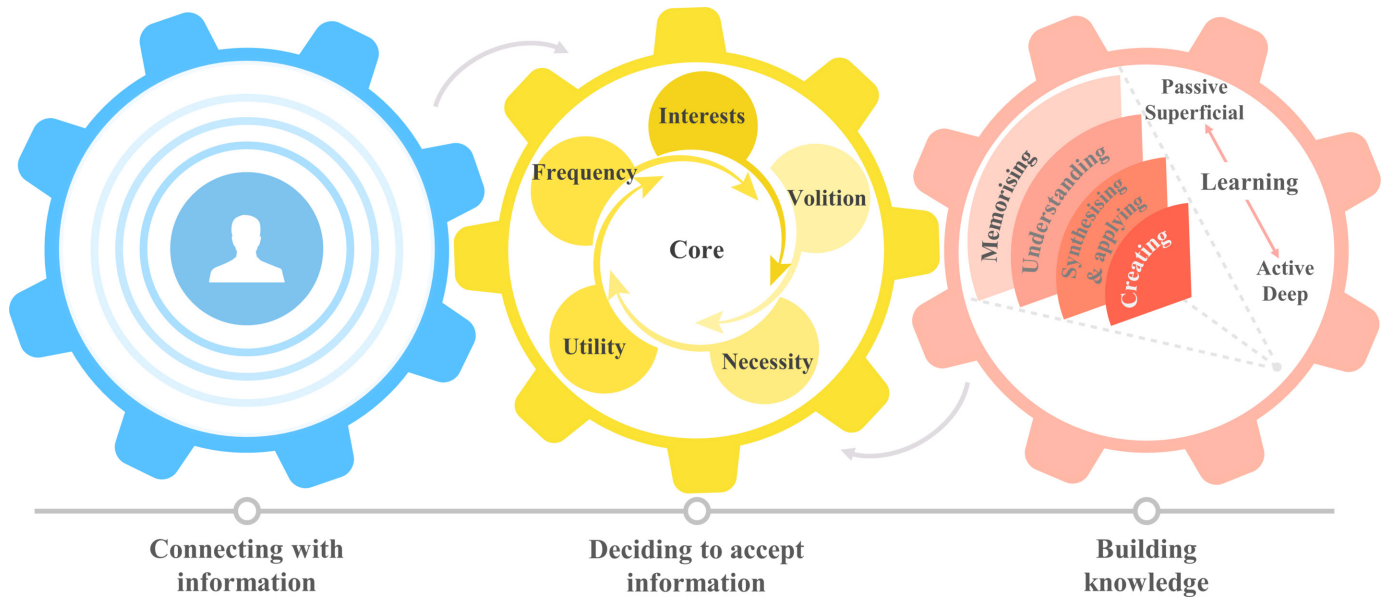 Interests
Frequency
Volition
Core
Utility
Necessity
Memorising
Understanding
Synthesising
& applying
Creating
Passive
Superficial
Learning
Active
Deep
Connecting with
information
Deciding to accept
information
Building
knowledge